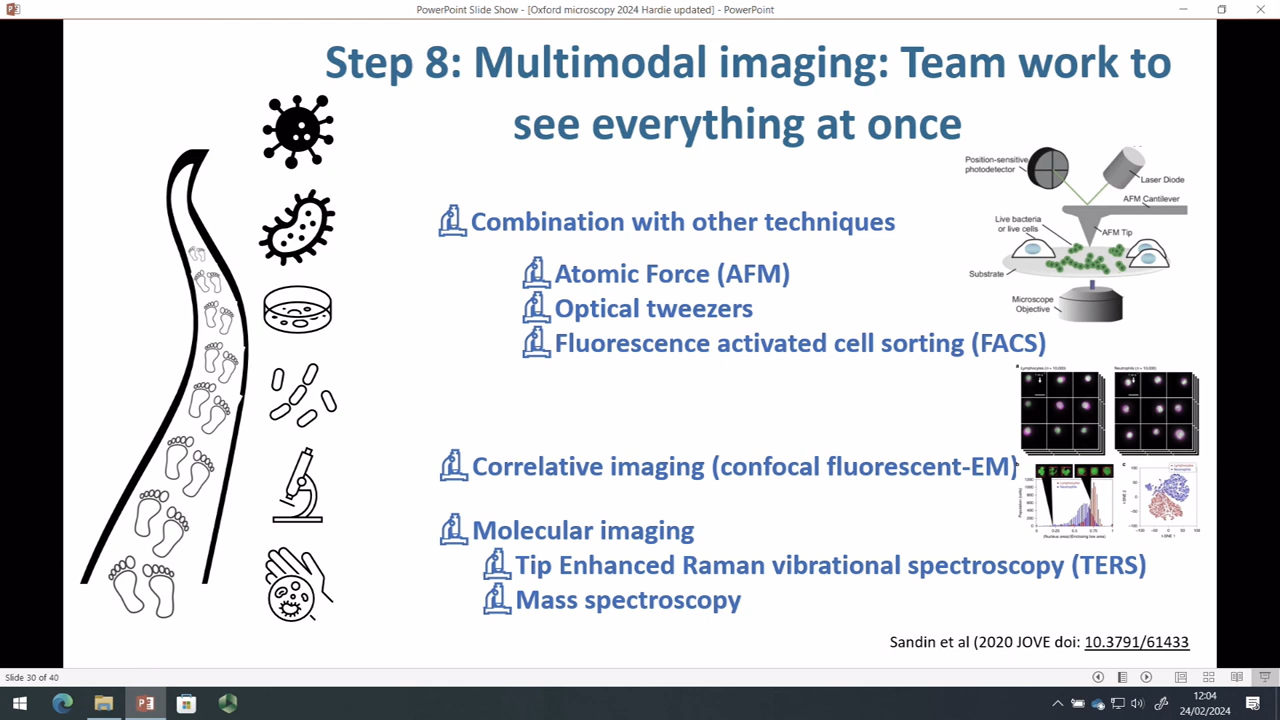 PowerPoint Slide Show - [Oxford microscopy 2024 Hardie updated] - PowerPoint
Step 8: Multimodal imaging: Team work to
see everything at once
Position-sensitive
photodetector
Laser Diode
AFM Cantilever
Live bacteria
or live cells
AFM Tip
Substrate
Microscope
Objective
Combination with other techniques
Atomic Force (AFM)
Optical tweezers
Fluorescence activated cell sorting (FACS)
Correlative imaging (confocal fluorescent-EM)
Molecular imaging
Tip Enhanced Raman vibrational spectroscopy (TERS)
Mass spectroscopy
Sandin et al (2020 JOVE doi: 10.3791/61433
Slide 30 of 40
12:04
24/02/2024